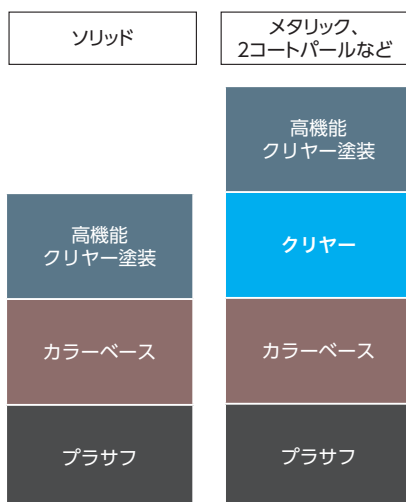 ソリッド
メタリック、
2コートパールなど
高機能
クリヤー塗装
カラーベース
プラサフ
高機能
クリヤー塗装
クリヤー
カラーベース
プラサフ